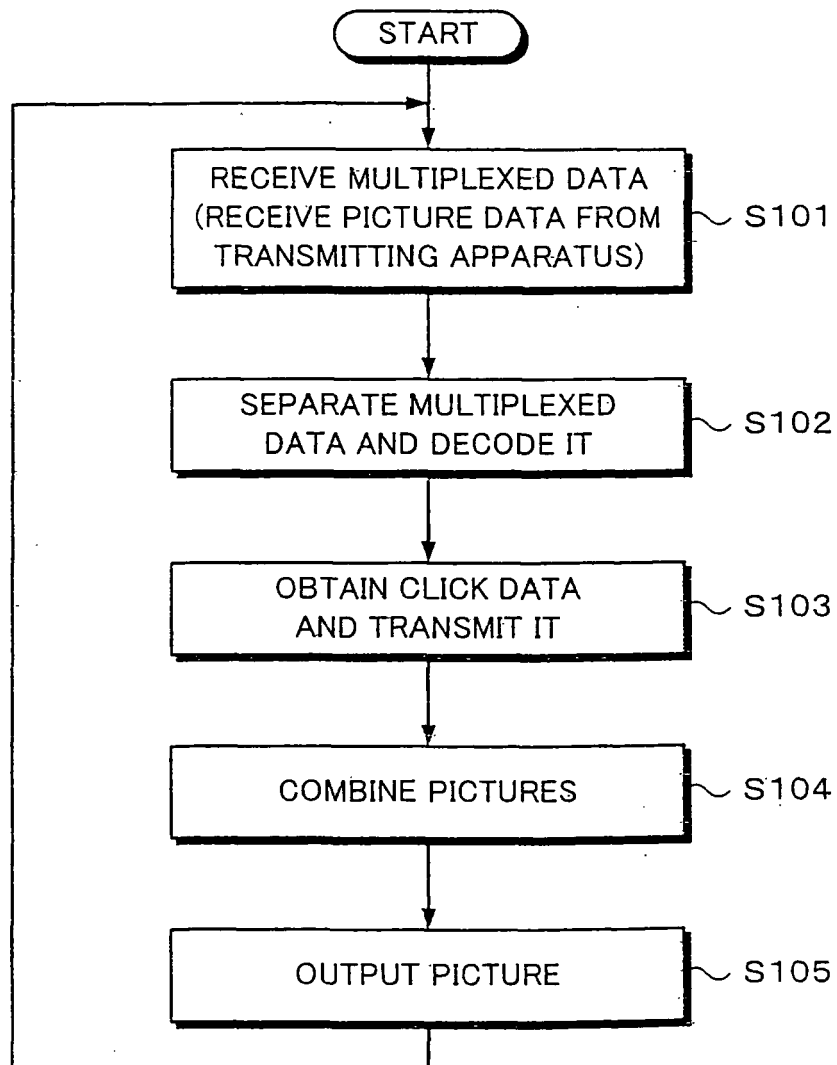 START
RECEIVE MULTIPLEXED DATA
(RECEIVE PICTURE DATA FROM
TRANSMITTING APPARATUS)
S101
SEPARATE MULTIPLEXED
DATA AND DECODE IT
S102
OBTAIN CLICK DATA
AND TRANSMIT IT
S103
COMBINE PICTURES
S104
OUTPUT PICTURE
S105